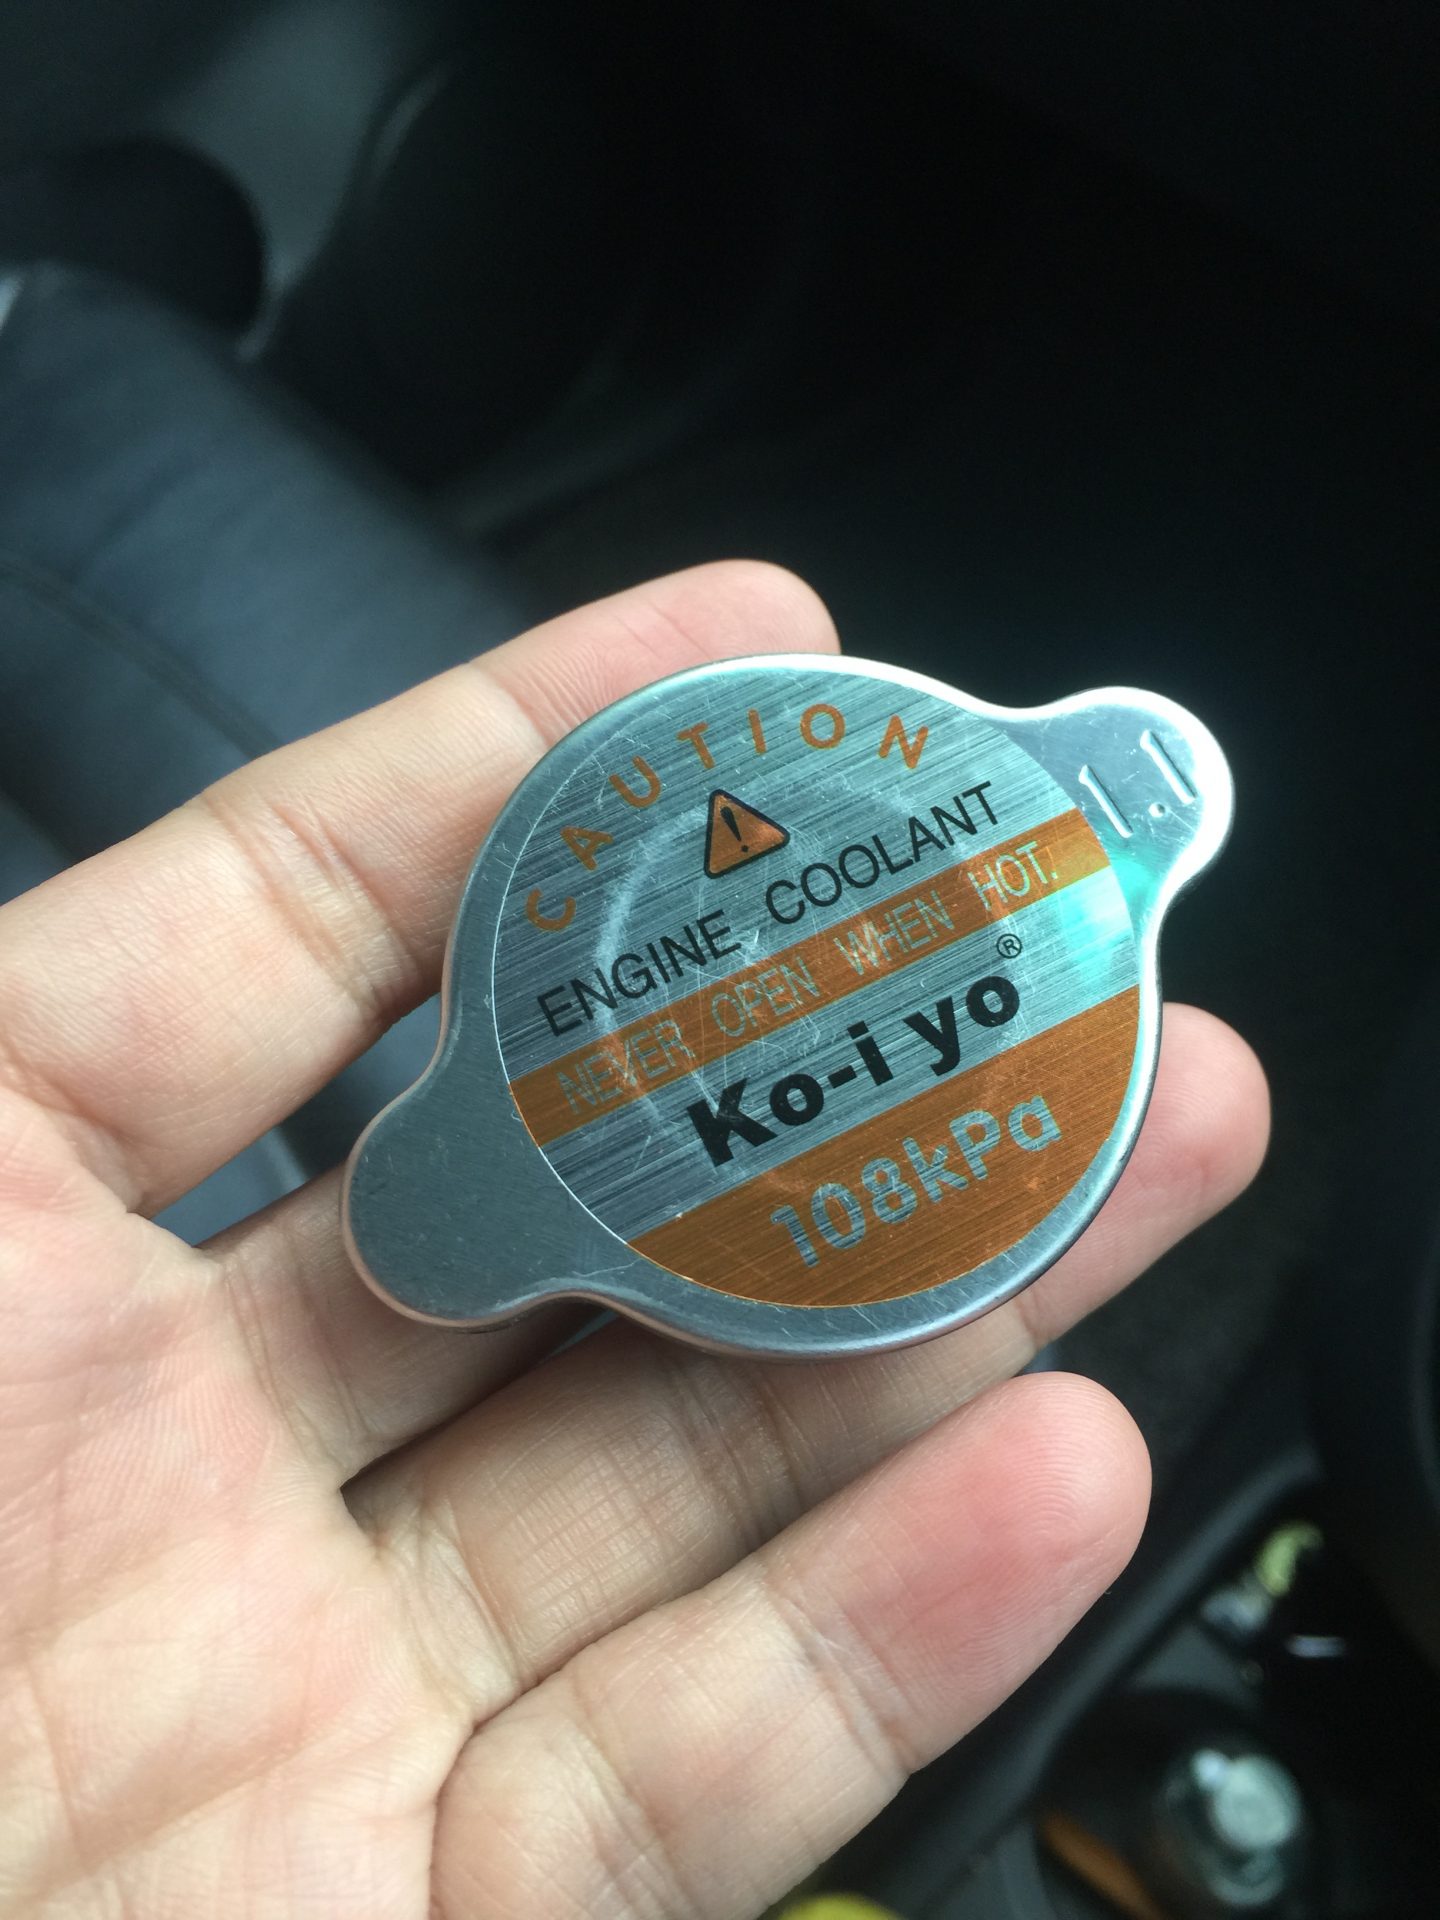 CAUTION
!
ENGINE COOLANT
NEVER OPEN WHEN HOT.
Ko-i yo®
108kPa
1.1